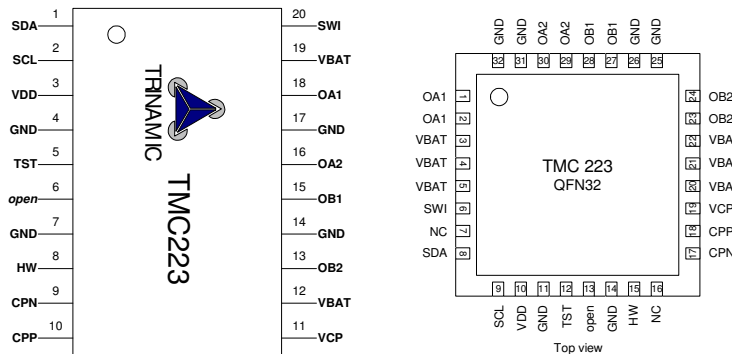 1 20
SDA SWI
2 19
SCL VBAT
3 18
VDD OA1
4 17
GND GND
5 16
TST OA2
6 15
open OB1
7 14
GND GND
8 13
HW OB2
9 12
CPN VBAT
10 11
CPP VCP
TRINAMIC
TMC223
GND GND OA2 OA2 OB1 OB1 GND GND
32 31 30 29 28 27 26 25
OA1 1 24 OB2
OA1 2 23 OB2
VBAT 3 22 VBA
VBAT 4 21 VBA
VBAT 5 20 VBA
SWI 6 19 VCP
NC 7 18 CPP
SDA 8 17 CPN
TMC 223
QFN32
9 10 11 12 13 14 15 16
SCL VDD GND TST open GND HW NC
Top view